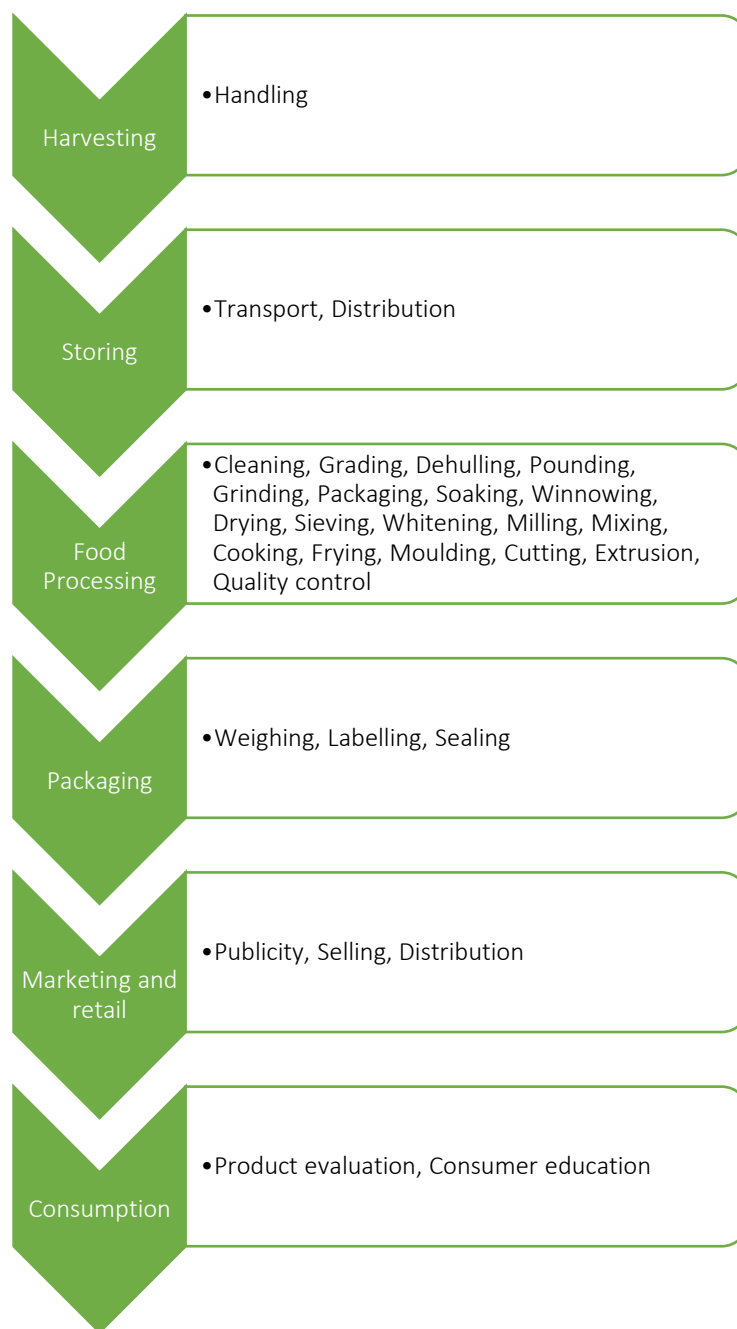 Harvesting
•Handling
Storing
•Transport, Distribution
Food
Processing
•Cleaning, Grading, Dehulling, Pounding,
Grinding, Packaging, Soaking, Winnowing,
Drying, Sieving, Whitening, Milling, Mixing,
Cooking, Frying, Moulding, Cutting, Extrusion,
Quality control
Packaging
•Weighing, Labelling, Sealing
Marketing and
retail
•Publicity, Selling, Distribution
Consumption
•Product evaluation, Consumer education